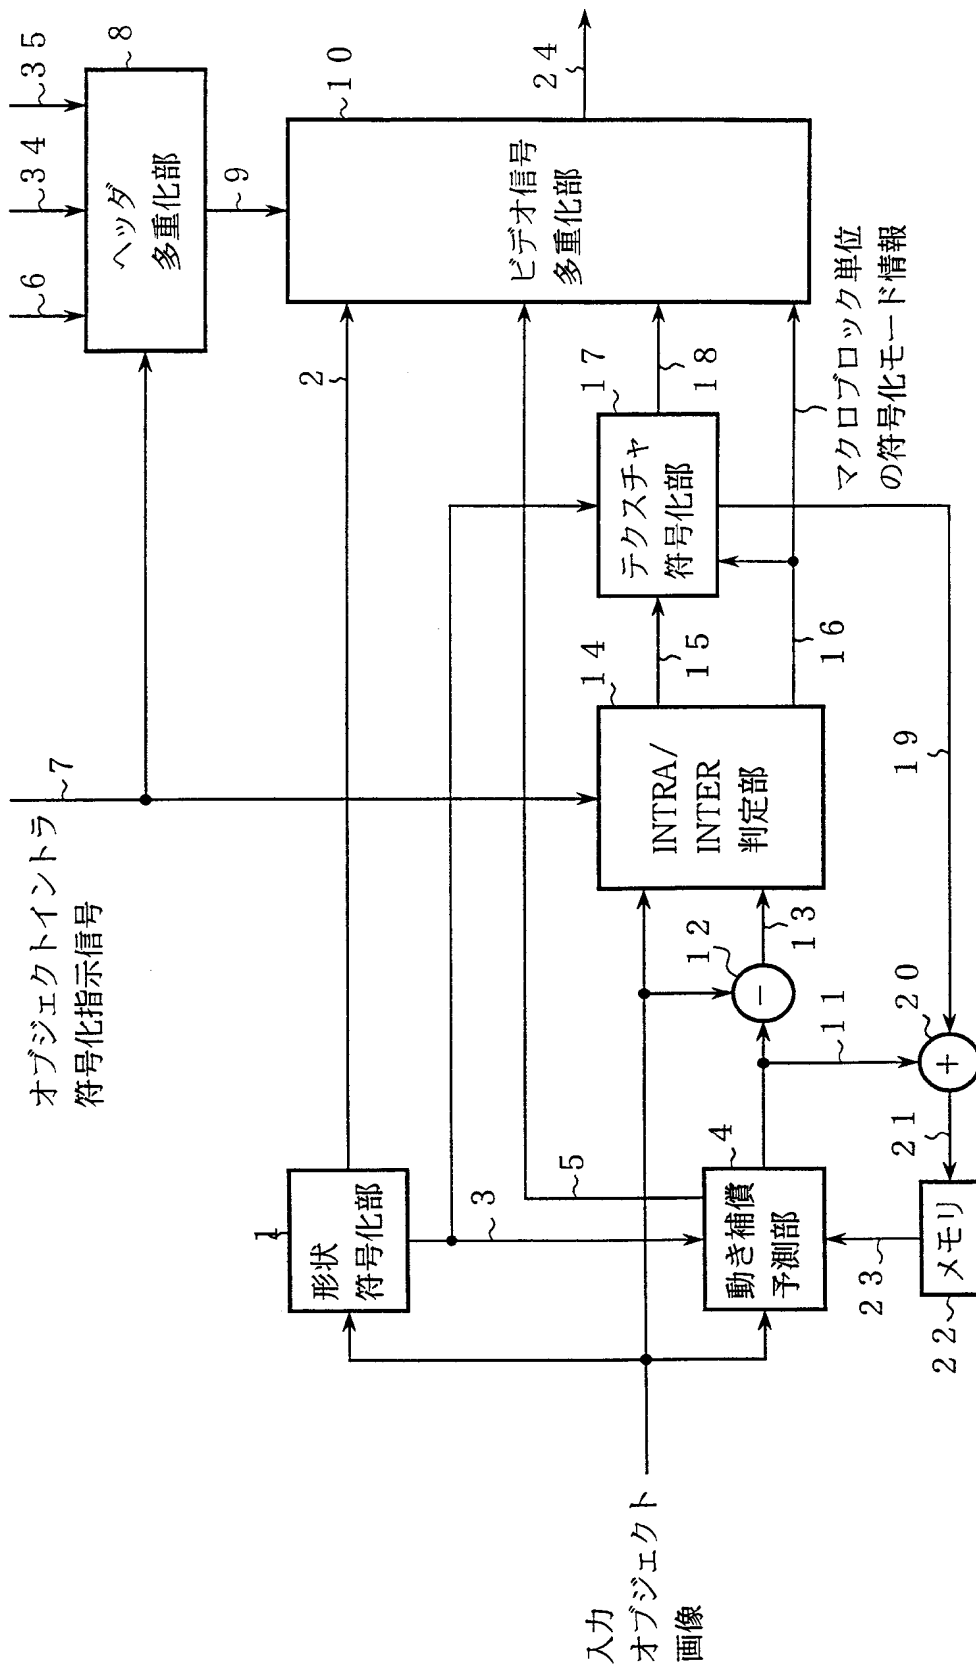 オブジェクトイントラ
符号化指示信号
7
6
34
35
ヘッダ
多重化部
8
9
1
形状
符号化部
2
3
5
ビデオ信号
多重化部
10
24
入力
オブジェクト
画像
動き補償
予測部
4
12
−
13
11
INTRA/
INTER
判定部
14
15
16
テクスチャ
符号化部
17
18
マクロブロック単位
の符号化モード情報
19
20
+
21
メモリ
22
23